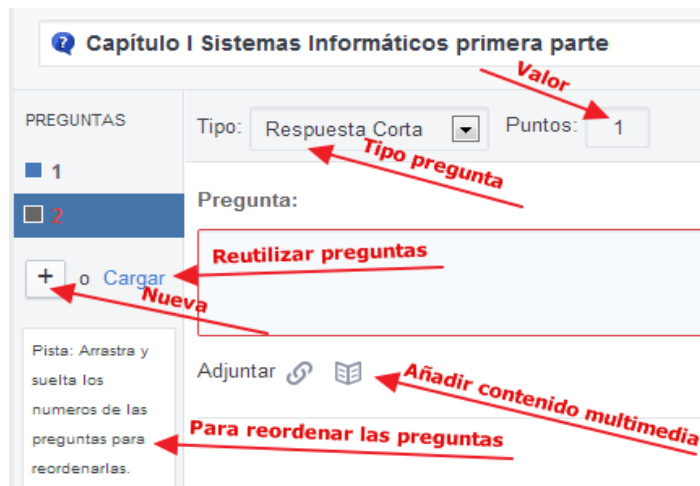 Capítulo I Sistemas Informáticos primera parte
Valor
PREGUNTAS
Tipo: Respuesta Corta Puntos: 1
Tipo pregunta
1
2
Pregunta:
Reutilizar preguntas
+ o Cargar
Nueva
Pista: Arrastra y
suelta los
numeros de las
preguntas para
reordenarlas.
Adjuntar
Añadir contenido multimedia
Para reordenar las preguntas